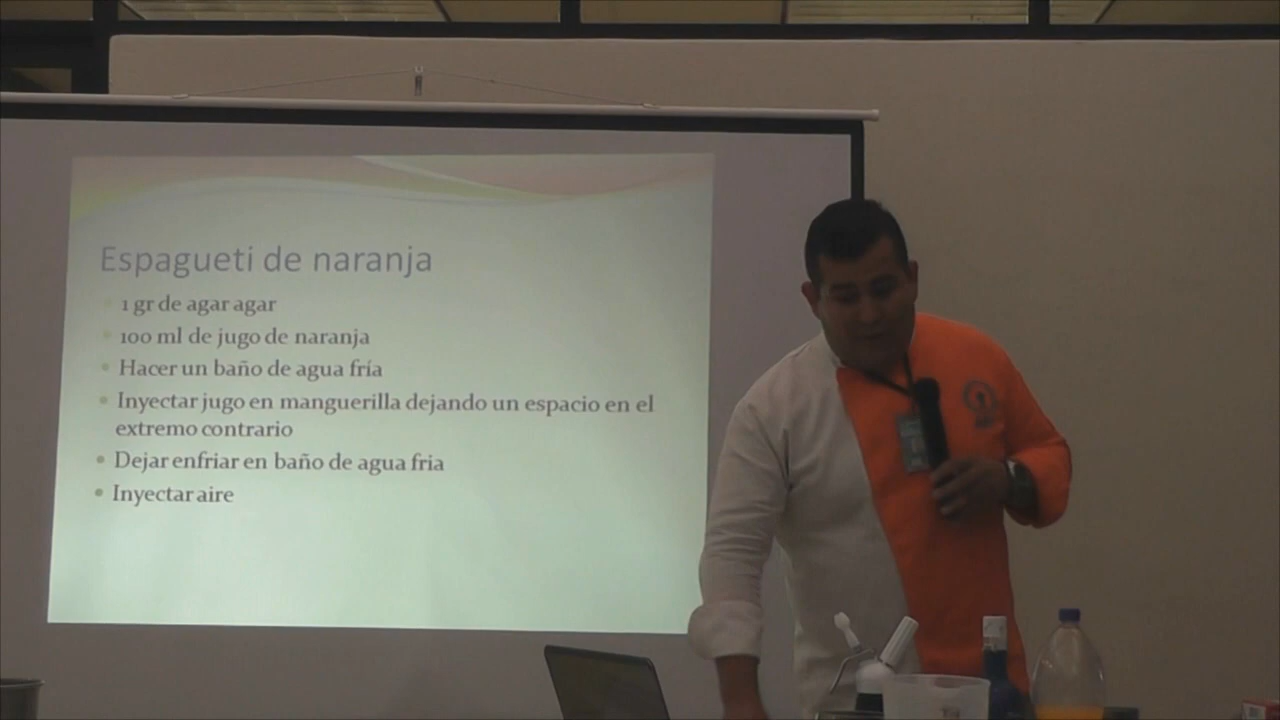 Espagueti de naranja
1 gr de agar agar
100 ml de jugo de naranja
Hacer un baño de agua fría
Inyectar jugo en manguerilla dejando un espacio en el
extremo contrario
Dejar enfriar en baño de agua fria
Inyectar aire